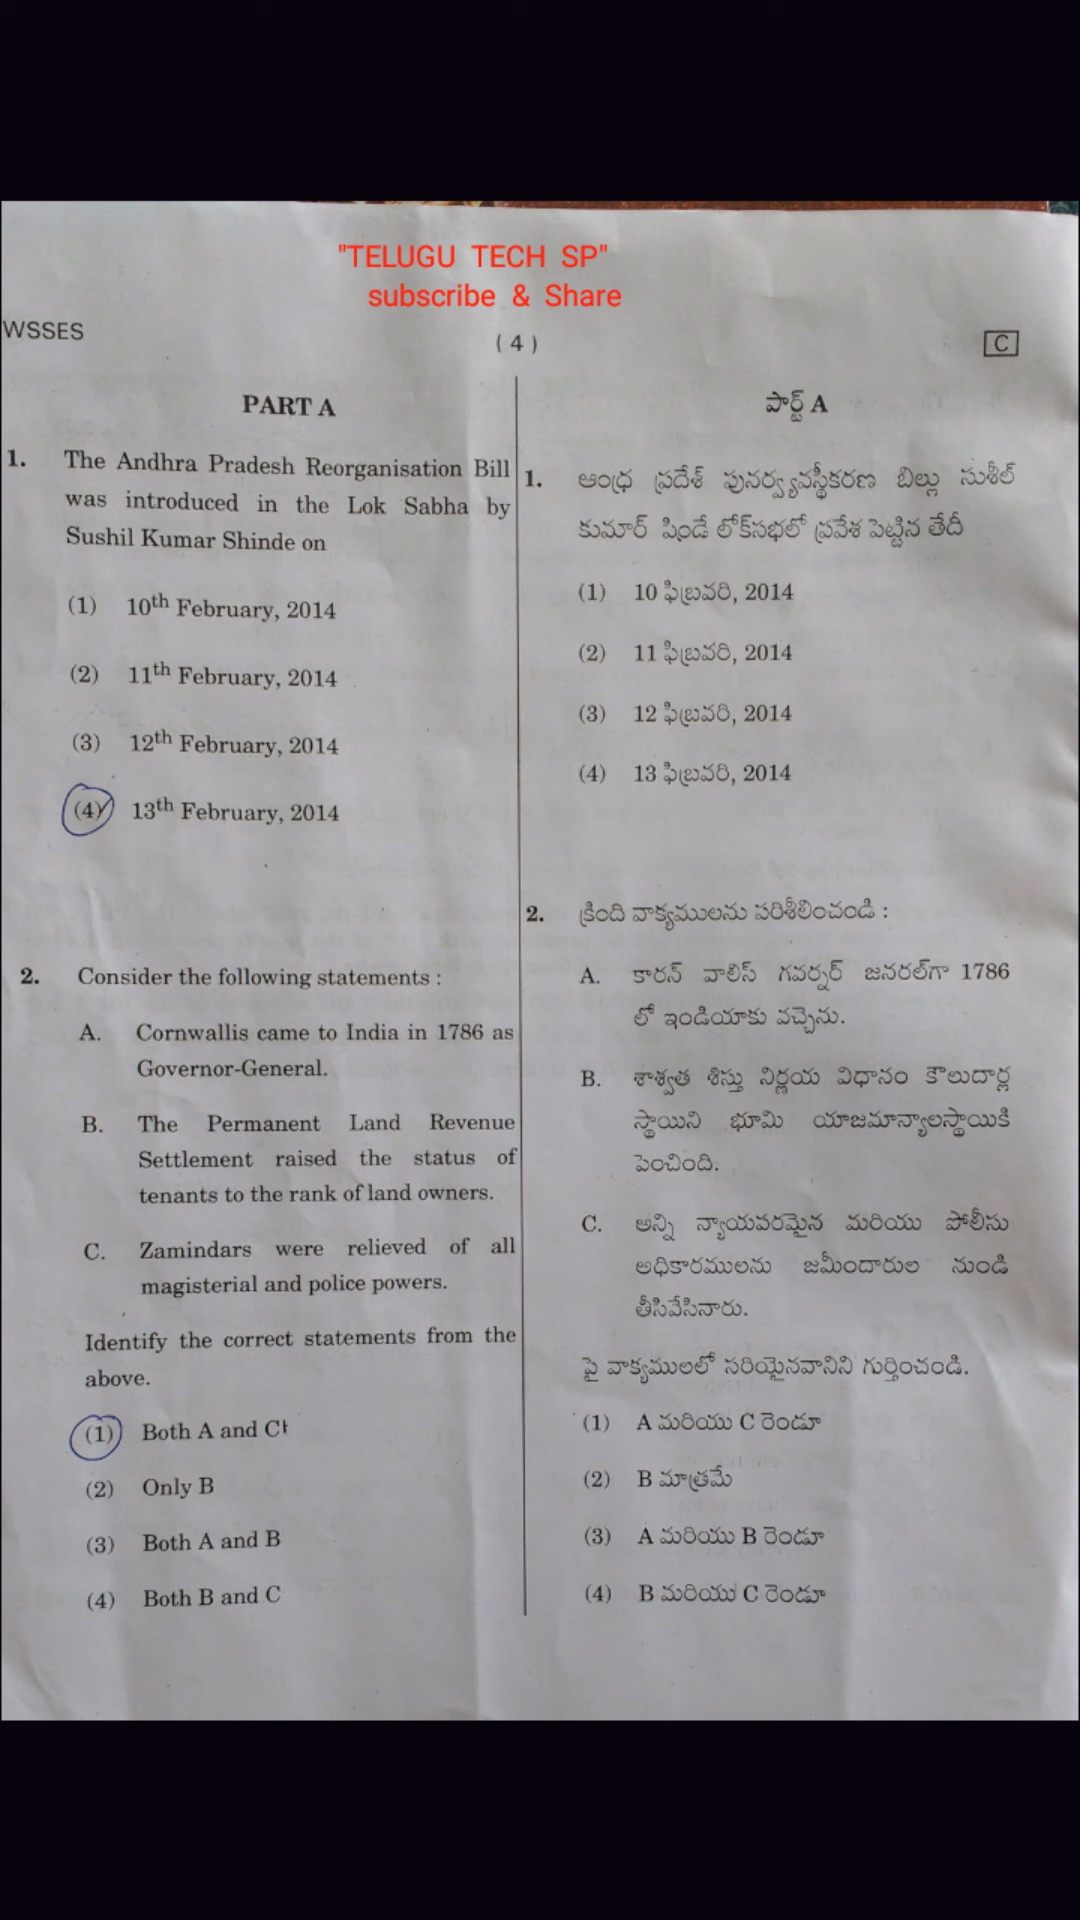 "TELUGU TECH SP"
subscribe & Share
WSSES
( 4 )
C
PART A
1. The Andhra Pradesh Reorganisation Bill
was introduced in the Lok Sabha by
Sushil Kumar Shinde on
(1) 10th February, 2014
(2) 11th February, 2014
(3) 12th February, 2014
(4) 13th February, 2014
2. Consider the following statements :
A. Cornwallis came to India in 1786 as
Governor-General.
B. The Permanent Land Revenue
Settlement raised the status of
tenants to the rank of land owners.
C. Zamindars were relieved of all
magisterial and police powers.
Identify the correct statements from the
above.
(1) Both A and C
(2) Only B
(3) Both A and B
(4) Both B and C
పార్ట్ A
1. ఆంధ్ర ప్రదేశ్ పునర్వ్యవస్థీకరణ బిల్లు సుశీల్
కుమార్ షిండే లోక్‌సభలో ప్రవేశ పెట్టిన తేదీ
(1) 10 ఫిబ్రవరి, 2014
(2) 11 ఫిబ్రవరి, 2014
(3) 12 ఫిబ్రవరి, 2014
(4) 13 ఫిబ్రవరి, 2014
2. క్రింది వాక్యములను పరిశీలించండి :
A. కారన్ వాలిస్ గవర్నర్ జనరల్‌గా 1786
లో ఇండియాకు వచ్చెను.
B. శాశ్వత శిస్తు నిర్ణయ విధానం కౌలుదార్ల
స్థాయిని భూమి యాజమాన్యాలస్థాయికి
పెంచింది.
C. అన్ని న్యాయపరమైన మరియు పోలీసు
అధికారములను జమీందారుల నుండి
తీసివేసినారు.
పై వాక్యములలో సరియైనవానిని గుర్తించండి.
(1) A మరియు C రెండూ
(2) B మాత్రమే
(3) A మరియు B రెండూ
(4) B మరియు C రెండూ